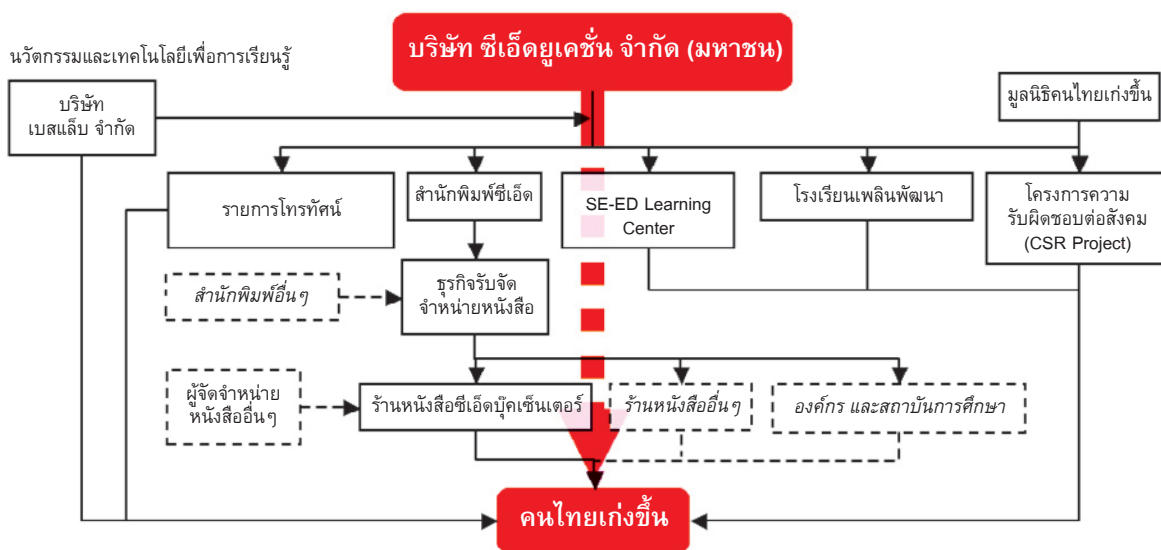 บริษัท ซีเอ็ดยูเคชั่น จำกัด (มหาชน)
นวัตกรรมและเทคโนโลยีเพื่อการเรียนรู้
บริษัท
เบสแล็บ จำกัด
มูลนิธิคนไทยเก่งขึ้น
รายการโทรทัศน์
สำนักพิมพ์ซีเอ็ด
SE-ED Learning
Center
โรงเรียนเพลินพัฒนา
โครงการความ
รับผิดชอบต่อสังคม
(CSR Project)
สำนักพิมพ์อื่นๆ
ธุรกิจรับจัด
จำหน่ายหนังสือ
ผู้จัดจำหน่าย
หนังสืออื่นๆ
ร้านหนังสือซีเอ็ดบุ๊คเซ็นเตอร์
ร้านหนังสืออื่นๆ
องค์กร และสถาบันการศึกษา
คนไทยเก่งขึ้น